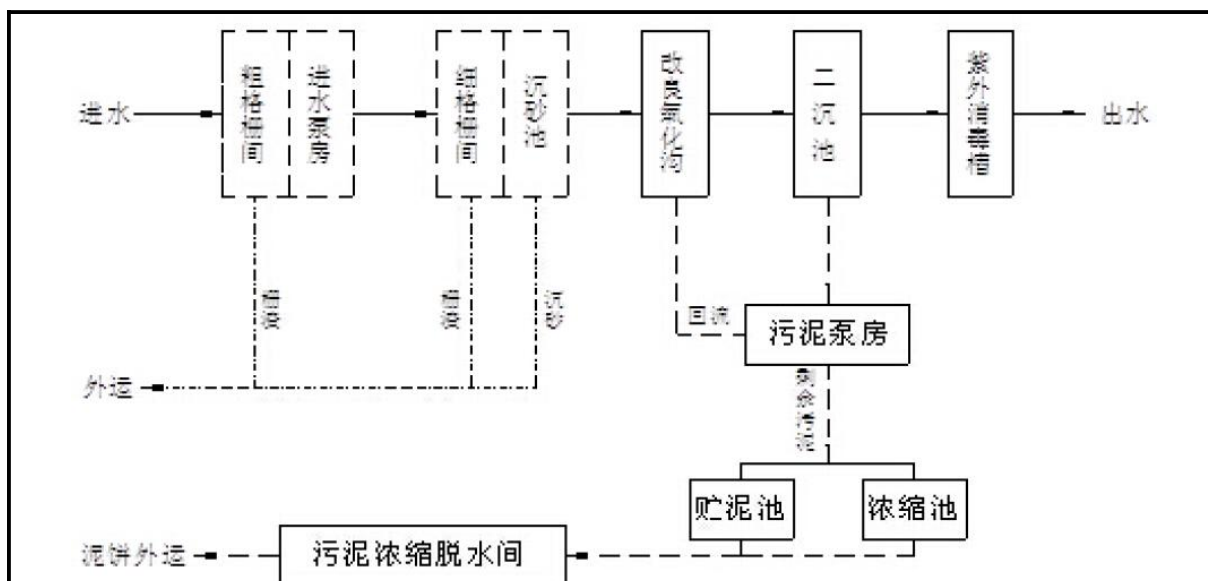 进水
粗格栅间
进水泵房
细格栅间
沉砂池
改良氧化沟
二沉池
紫外消毒槽
出水
栅渣
栅渣
沉砂
回流
污泥泵房
外运
剩余污泥
贮泥池
浓缩池
泥饼外运
污泥浓缩脱水间